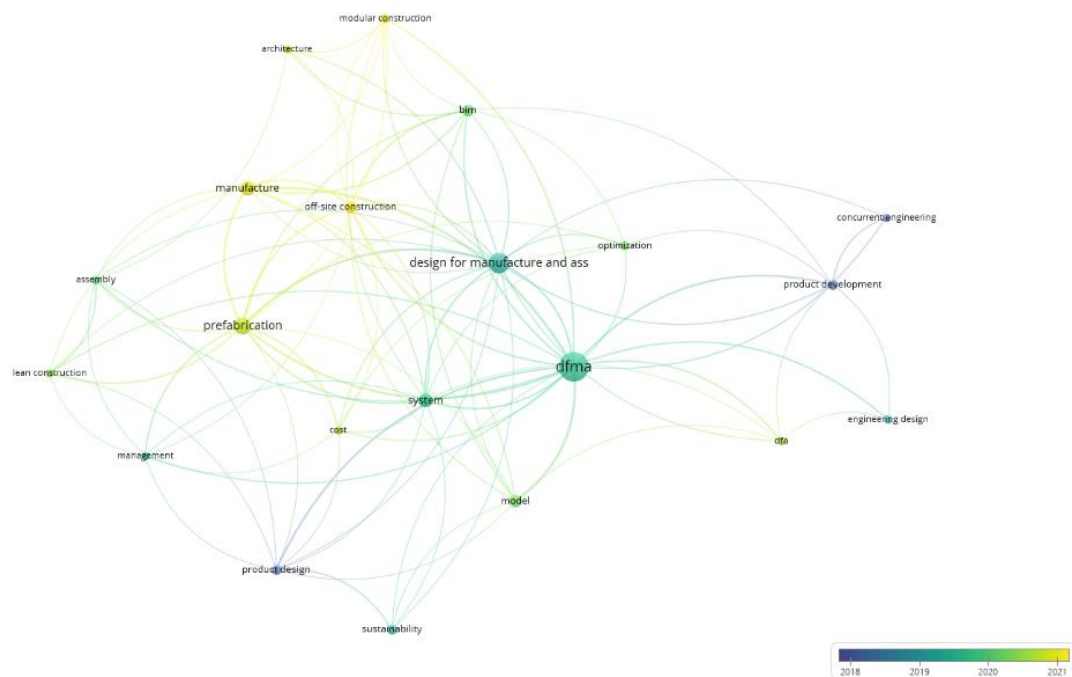 modular construction
architecture
bim
manufacture
off-site construction
concurrent engineering
optimization
design for manufacture and ass
assembly
product development
prefabrication
dfma
lean construction
system
engineering design
cost
dfa
management
model
product design
sustainability
2018 2019 2020 2021